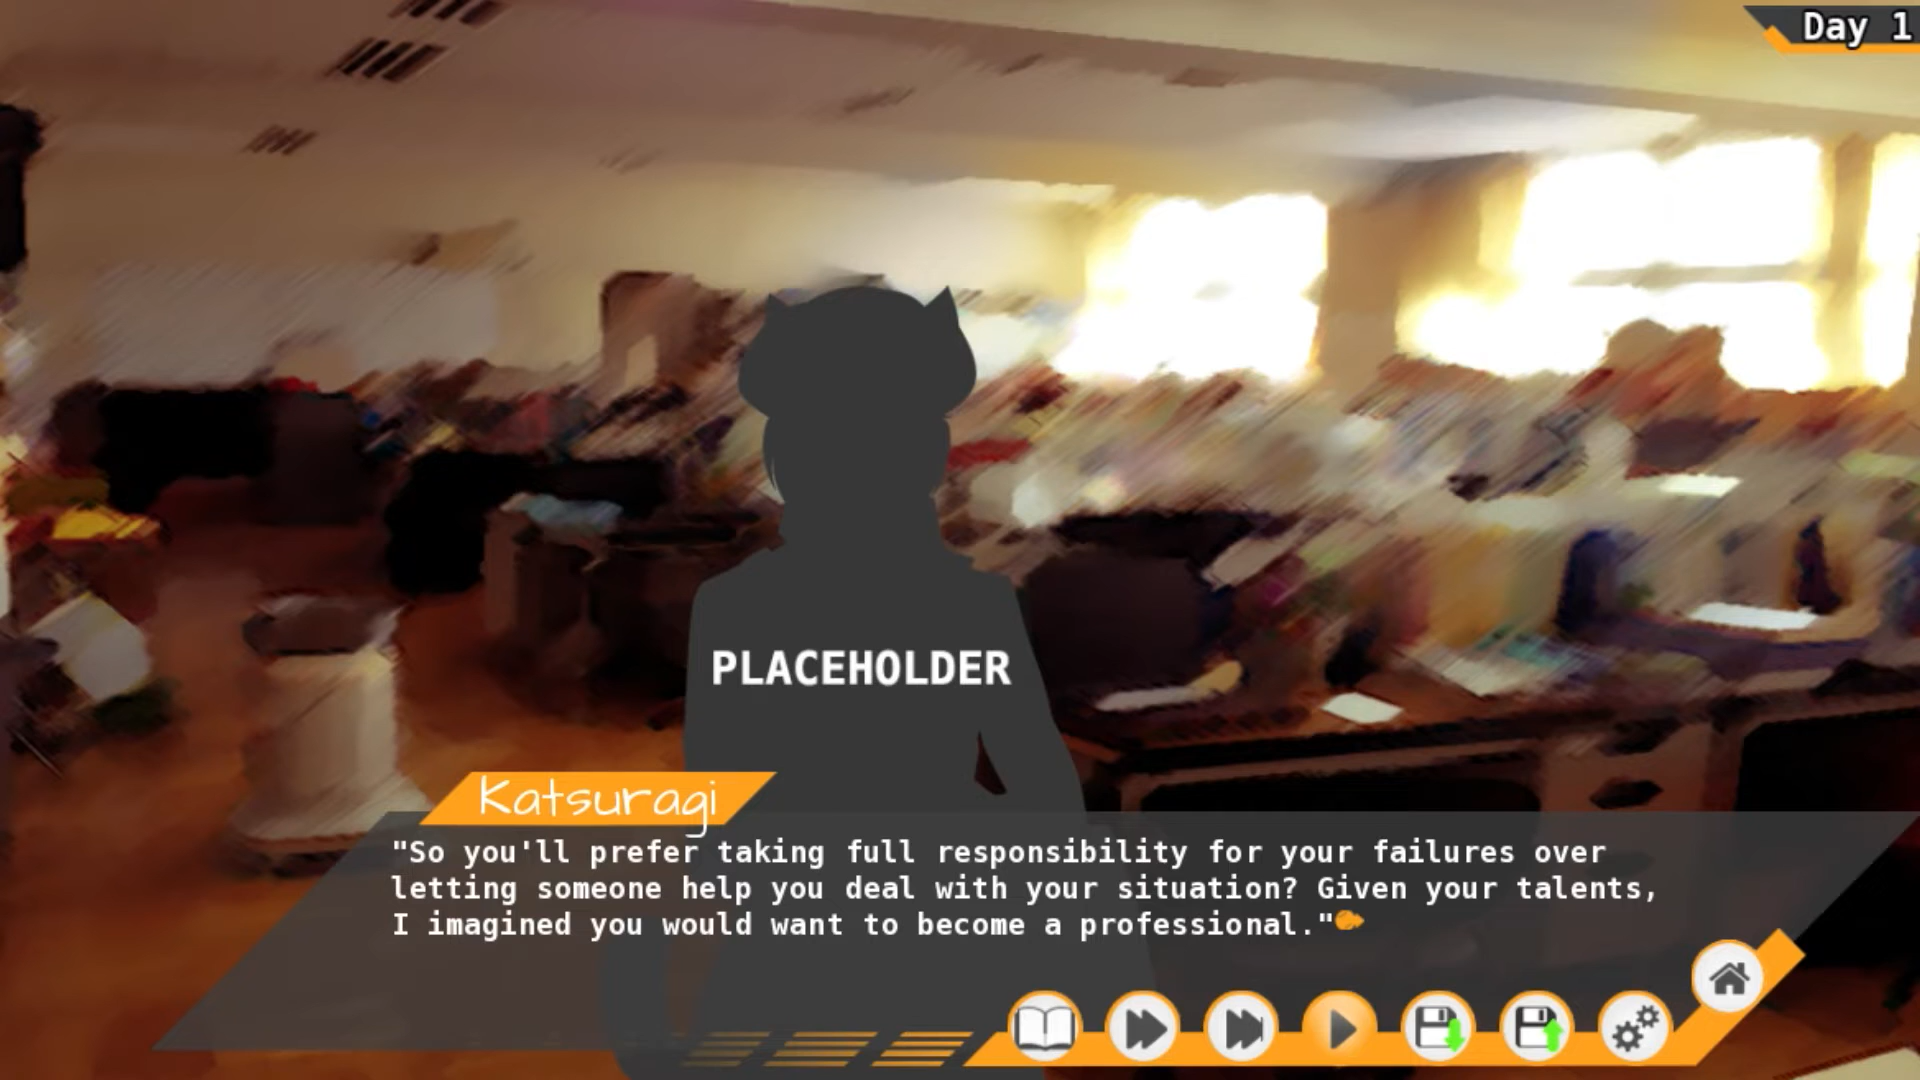 Day 1
PLACEHOLDER
Katsuragi
"So you'll prefer taking full responsibility for your failures over
letting someone help you deal with your situation? Given your talents,
I imagined you would want to become a professional."